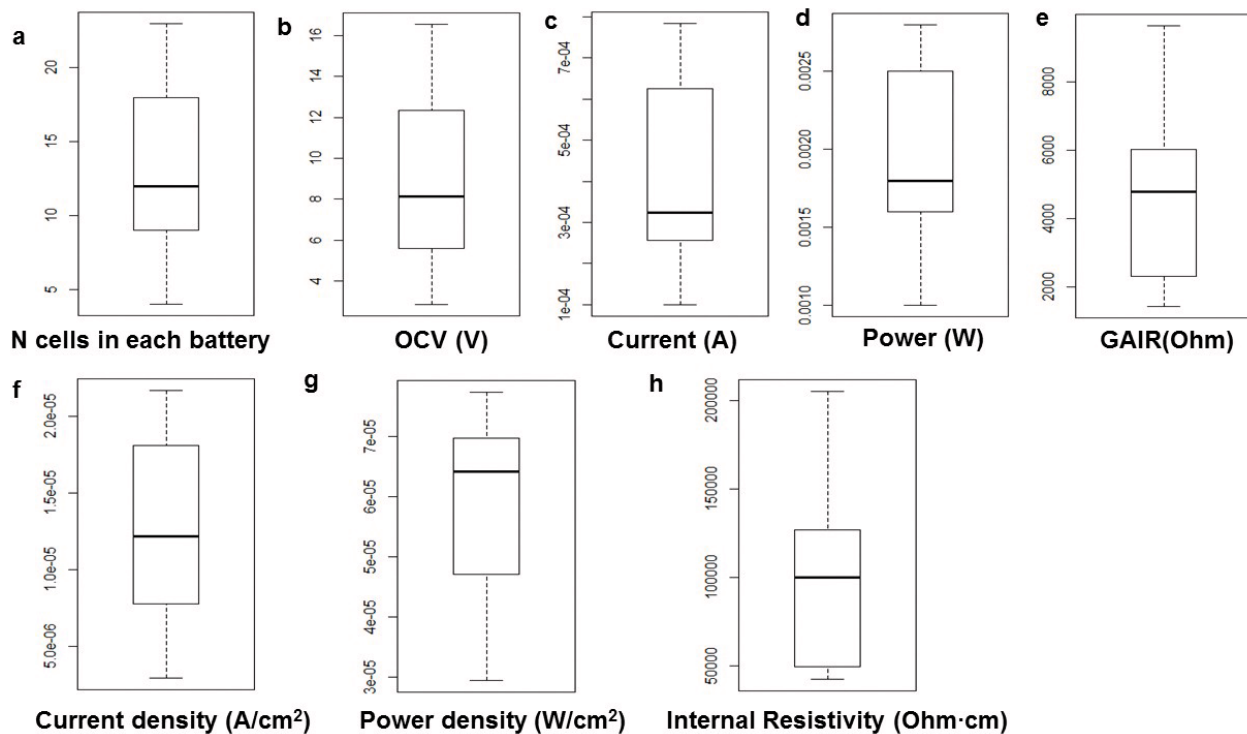 a
20
15
10
5
N cells in each battery
b
16
14
12
10
8
6
4
OCV (V)
c
7e-04
5e-04
3e-04
1e-04
Current (A)
d
0.0025
0.0020
0.0015
0.0010
Power (W)
e
8000
6000
4000
2000
GAIR(Ohm)
f
2.0e-05
1.5e-05
1.0e-05
5.0e-06
Current density (A/cm²)
g
7e-05
6e-05
5e-05
4e-05
3e-05
Power density (W/cm²)
h
200000
150000
100000
50000
Internal Resistivity (Ohm·cm)